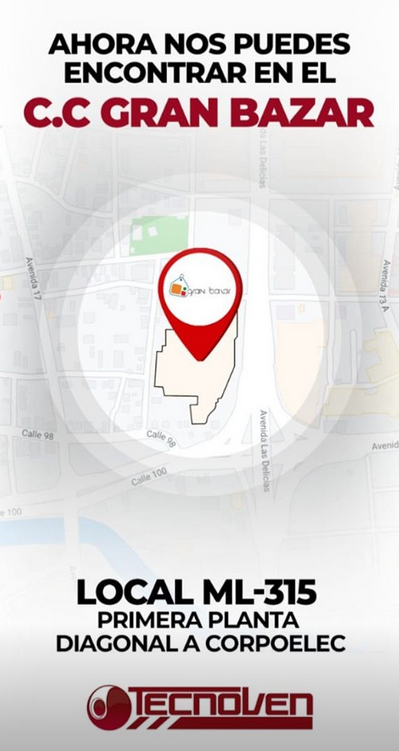 AHORA NOS PUEDES
ENCONTRAR EN EL
C.C GRAN BAZAR
Avenida Las Delicias
Avenida 17
gran bazar
Avenida 13 A
Calle 98
Calle 98
Avenida Las Delicias
Avenid
Calle 100
e 100
LOCAL ML-315
PRIMERA PLANTA
DIAGONAL A CORPOELEC
TECNOVEN